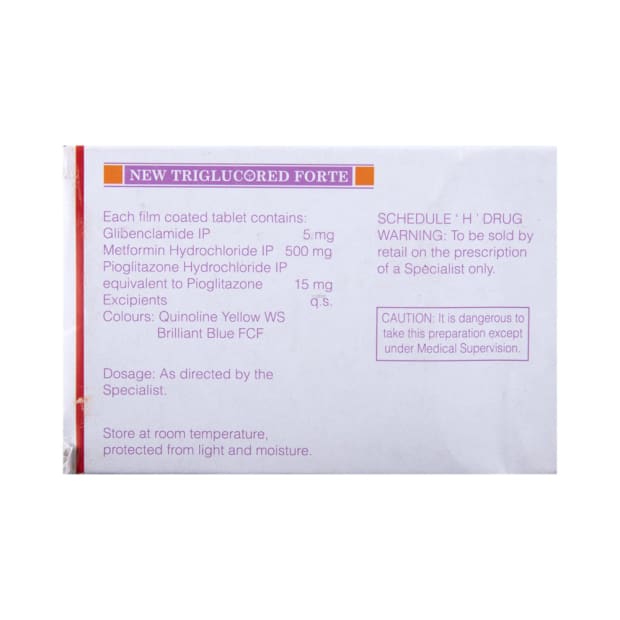 NEW TRIGLUCORED FORTE
Each film coated tablet contains:
Glibenclamide IP 5 mg
Metformin Hydrochloride IP 500 mg
Pioglitazone Hydrochloride IP
equivalent to Pioglitazone 15 mg
Excipients q.s.
Colours: Quinoline Yellow WS
Brilliant Blue FCF
Dosage: As directed by the
Specialist.
Store at room temperature,
protected from light and moisture.
SCHEDULE ' H ' DRUG
WARNING: To be sold by
retail on the prescription
of a Specialist only.
CAUTION: It is dangerous to
take this preparation except
under Medical Supervision.